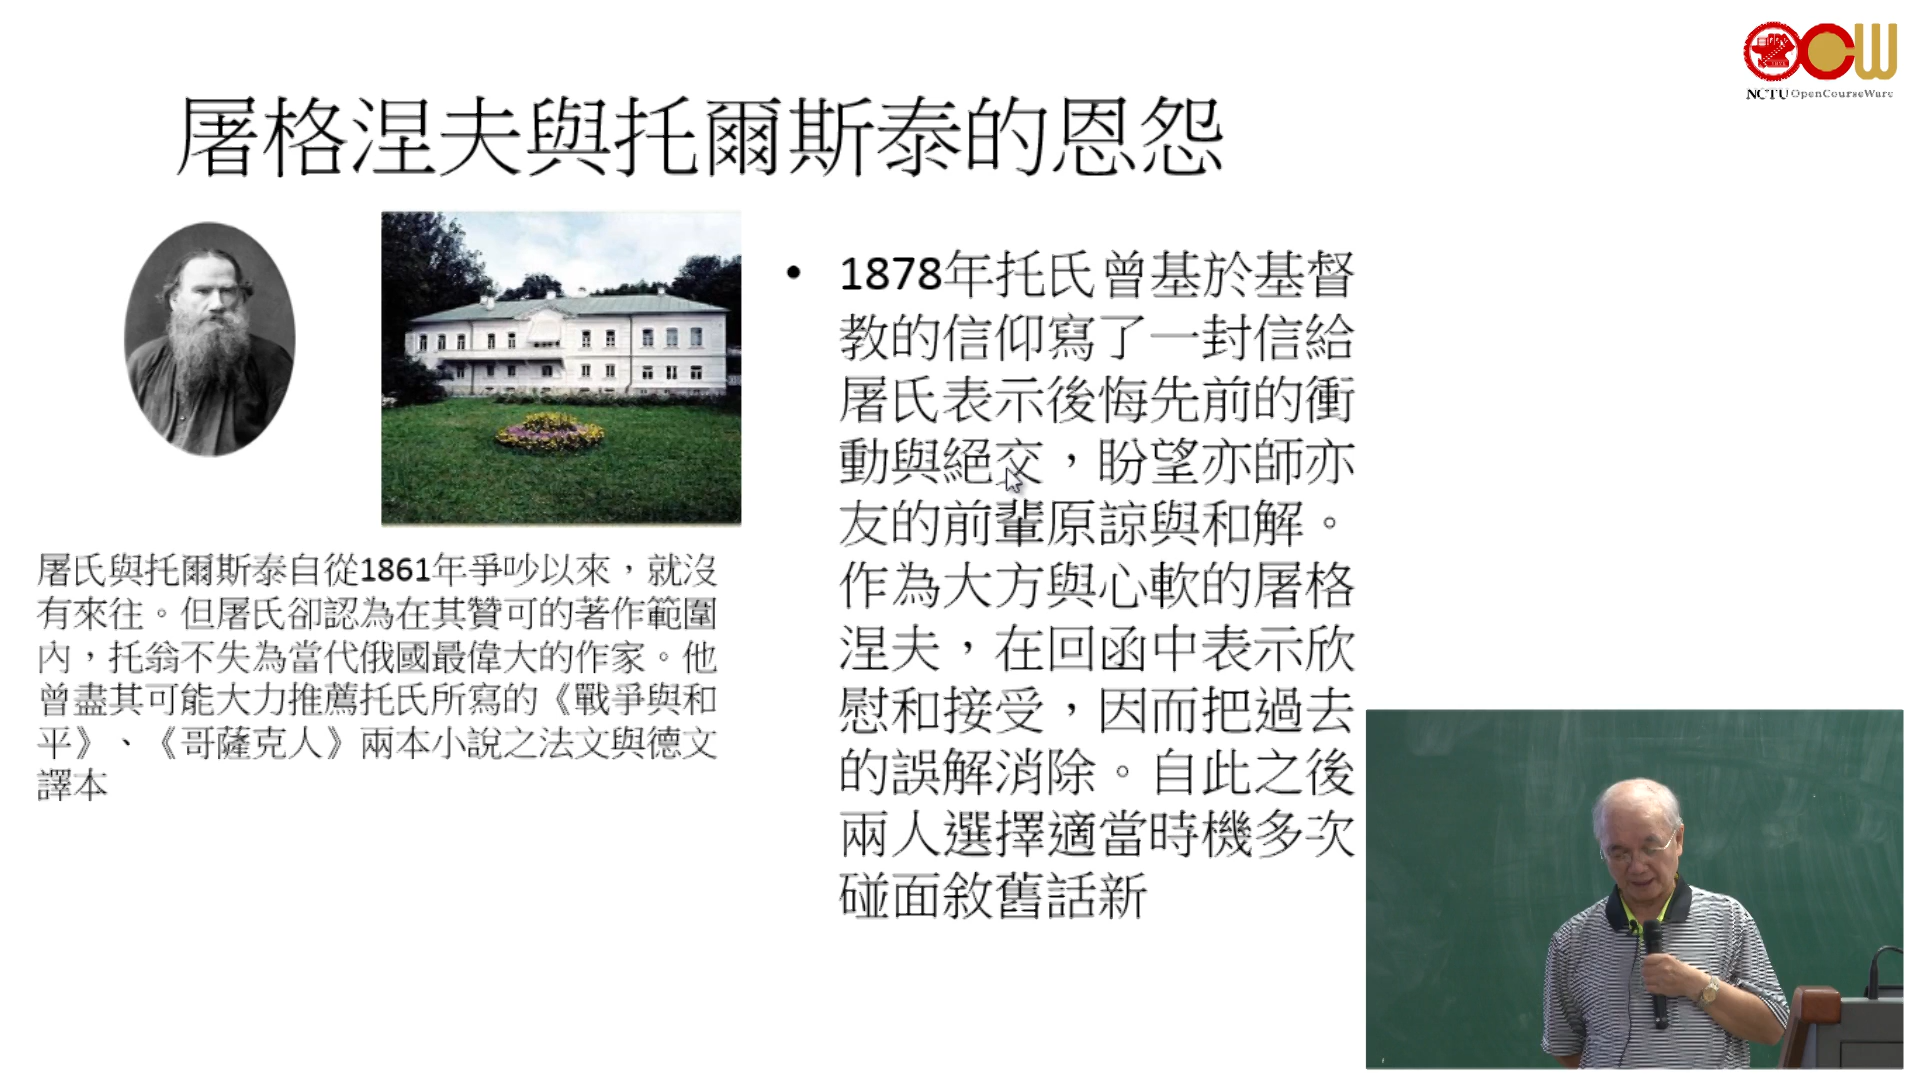 NCTU OpenCourseWare
屠格涅夫與托爾斯泰的恩怨
屠氏與托爾斯泰自從1861年爭吵以來，就沒
有來往。但屠氏卻認為在其贊可的著作範圍
內，托翁不失為當代俄國最偉大的作家。他
曾盡其可能大力推薦托氏所寫的《戰爭與和
平》、《哥薩克人》兩本小說之法文與德文
譯本
• 1878年托氏曾基於基督
教的信仰寫了一封信給
屠氏表示後悔先前的衝
動與絕交，盼望亦師亦
友的前輩原諒與和解。
作為大方與心軟的屠格
涅夫，在回函中表示欣
慰和接受，因而把過去
的誤解消除。自此之後
兩人選擇適當時機多次
碰面敘舊話新